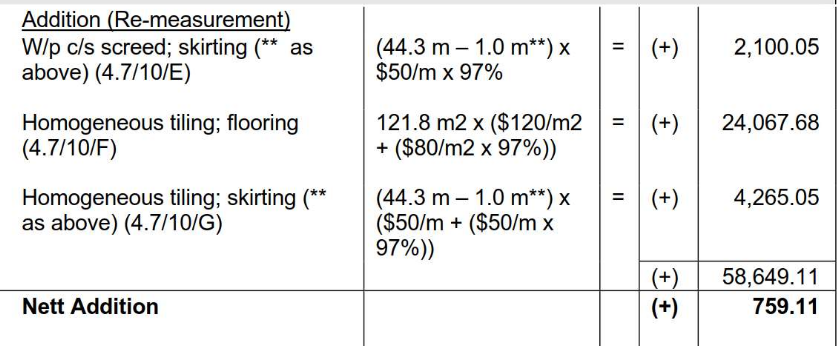 Addition (Re-measurement)
W/p c/s screed; skirting (** as (44.3 m – 1.0 m**) x = (+) 2,100.05
above) (4.7/10/E) $50/m x 97%
Homogeneous tiling; flooring 121.8 m2 x ($120/m2 = (+) 24,067.68
(4.7/10/F) + ($80/m2 x 97%))
Homogeneous tiling; skirting (** (44.3 m – 1.0 m**) x = (+) 4,265.05
as above) (4.7/10/G) ($50/m + ($50/m x
97%))
(+) 58,649.11
Nett Addition (+) 759.11